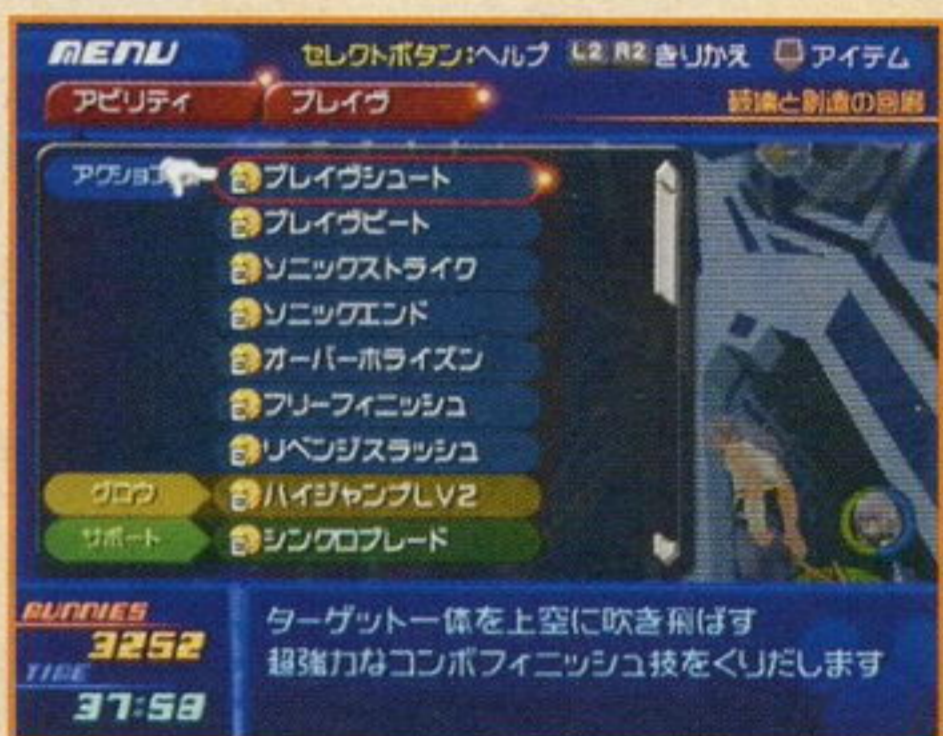 MENU セレクトボタン:ヘルプ L2 R2 きりかえ アイテム
アビリティ ブレイヴ 破壊と創造の回廊
アクション ブレイヴシュート
ブレイヴビート
ソニックストライク
ソニックエンド
オーバーホライズン
フリーフィニッシュ
リベンジスラッシュ
グロウ ハイジャンプLV2
サポート シンクロブレード
MUNNIES
3252
TIME
37:58
ターゲット一体を上空に吹き飛ばす
超強力なコンボフィニッシュ技をくりだします